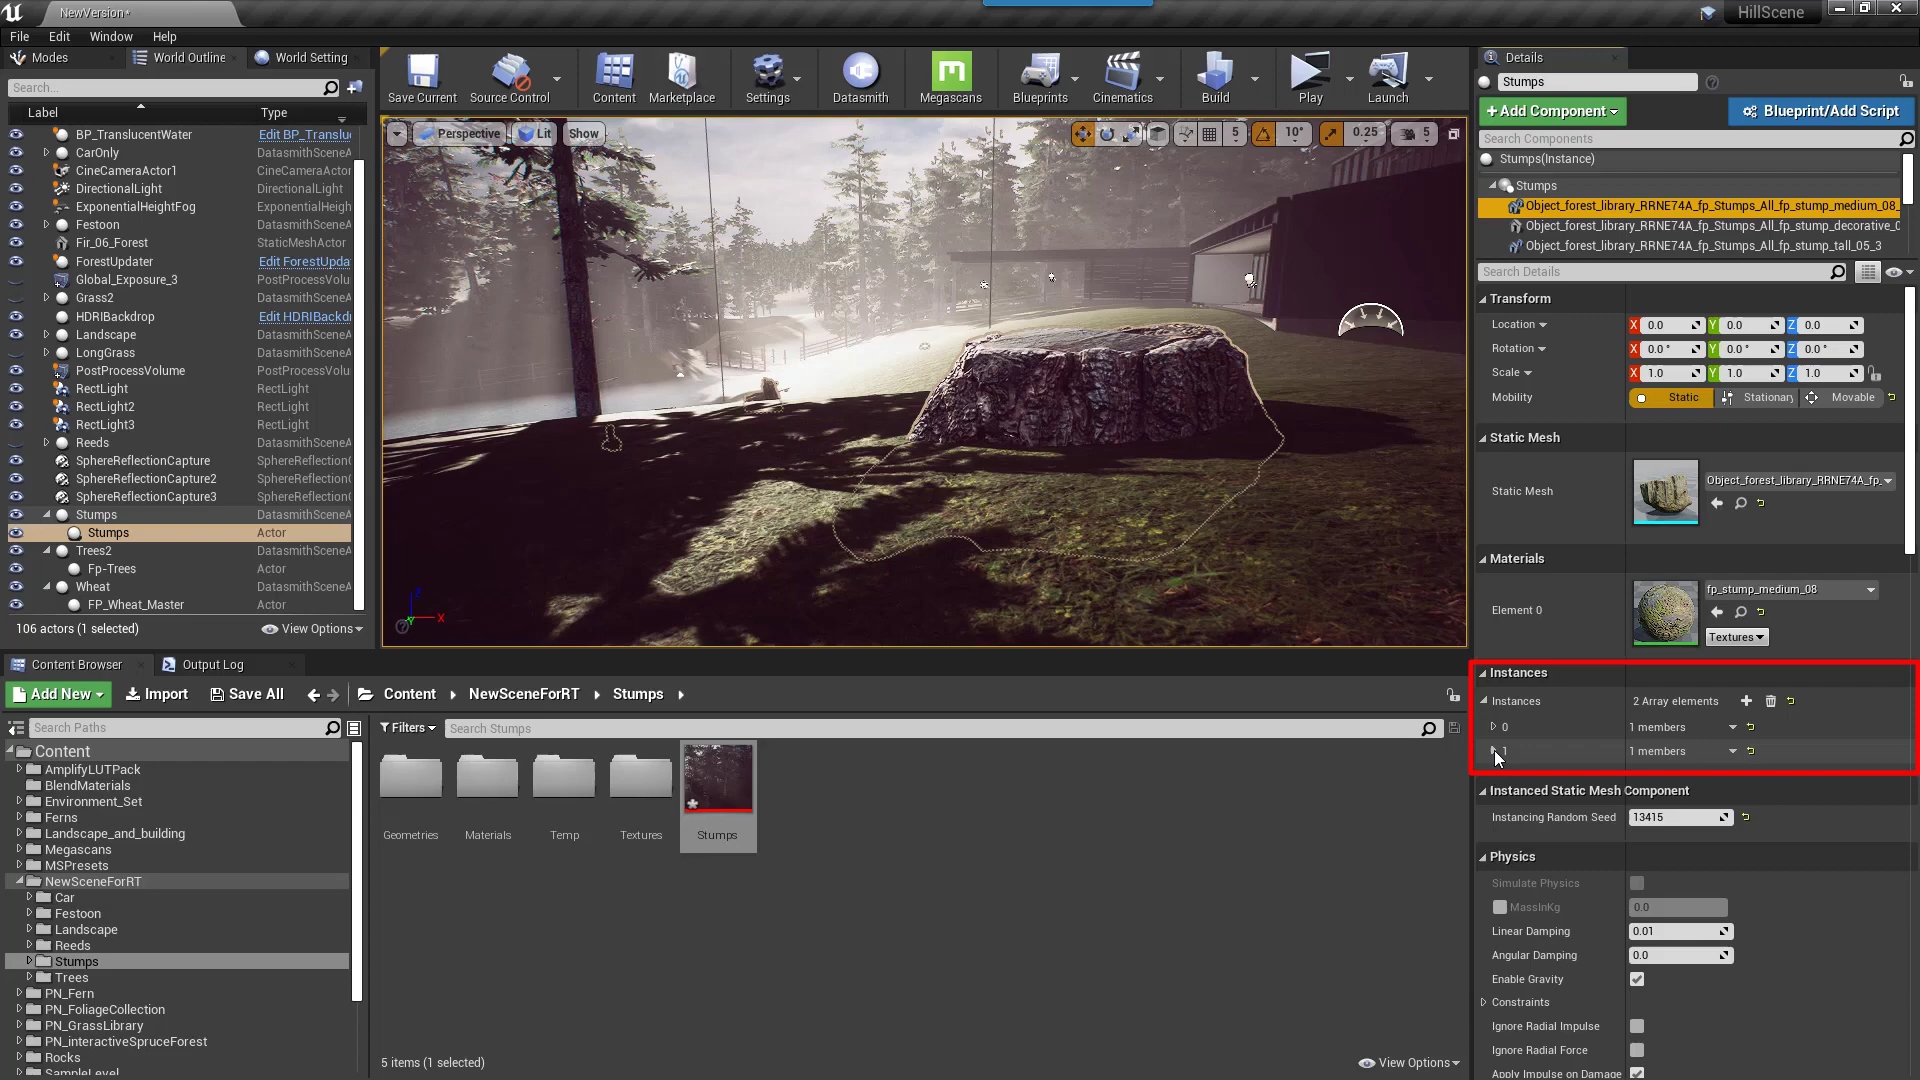 NewVersion*
HillScene
File Edit Window Help
Modes
World Outline
World Setting
Search...
Label Type
BP_TranslucentWater Edit BP_Translu
CarOnly DatasmithSceneA
CineCameraActor1 CineCameraActor
DirectionalLight DirectionalLight
ExponentialHeightFog ExponentialHeigh
Festoon DatasmithSceneA
Fir_06_Forest StaticMeshActor
ForestUpdater Edit ForestUpda
Global_Exposure_3 PostProcessVolu
Grass2 DatasmithSceneA
HDRIBackdrop Edit HDRIBackd
Landscape DatasmithSceneA
LongGrass DatasmithSceneA
PostProcessVolume PostProcessVolu
RectLight RectLight
RectLight2 RectLight
RectLight3 RectLight
Reeds DatasmithSceneA
SphereReflectionCapture SphereReflection
SphereReflectionCapture2 SphereReflection
SphereReflectionCapture3 SphereReflection
Stumps DatasmithSceneA
Stumps Actor
Trees2 DatasmithSceneA
Fp-Trees Actor
Wheat DatasmithSceneA
FP_Wheat_Master Actor
106 actors (1 selected) View Options
Save Current
Source Control
Content
Marketplace
Settings
Datasmith
Megascans
Blueprints
Cinematics
Build
Play
Launch
Perspective Lit Show
5 10° 0.25 5
X Y Z
Details
Stumps
+Add Component
Blueprint/Add Script
Search Components
Stumps(Instance)
Stumps
Object_forest_library_RRNE74A_fp_Stumps_All_fp_stump_medium_08_
Object_forest_library_RRNE74A_fp_Stumps_All_fp_stump_decorative_0
Object_forest_library_RRNE74A_fp_Stumps_All_fp_stump_tall_05_3
Search Details
Transform
Location X 0.0 Y 0.0 Z 0.0
Rotation X 0.0 ° Y 0.0 ° Z 0.0 °
Scale X 1.0 Y 1.0 Z 1.0
Mobility Static Stationary Movable
Static Mesh
Static Mesh
Object_forest_library_RRNE74A_fp_
Materials
Element 0
fp_stump_medium_08
Textures
Instances
Instances 2 Array elements
0 1 members
1 1 members
Instanced Static Mesh Component
Instancing Random Seed 13415
Physics
Simulate Physics
MassInKg 0.0
Linear Damping 0.01
Angular Damping 0.0
Enable Gravity
Constraints
Ignore Radial Impulse
Ignore Radial Force
Apply Impulse on Damage
Content Browser
Output Log
Add New Import Save All
Content NewSceneForRT Stumps
Search Paths
Filters
Search Stumps
Content
AmplifyLUTPack
BlendMaterials
Environment_Set
Ferns
Landscape_and_building
Megascans
MSPresets
NewSceneForRT
Car
Festoon
Landscape
Reeds
Stumps
Trees
PN_Fern
PN_FoliageCollection
PN_GrassLibrary
PN_interactiveSpruceForest
Rocks
SampleLevel
Geometries
Materials
Temp
Textures
Stumps
5 items (1 selected)
View Options